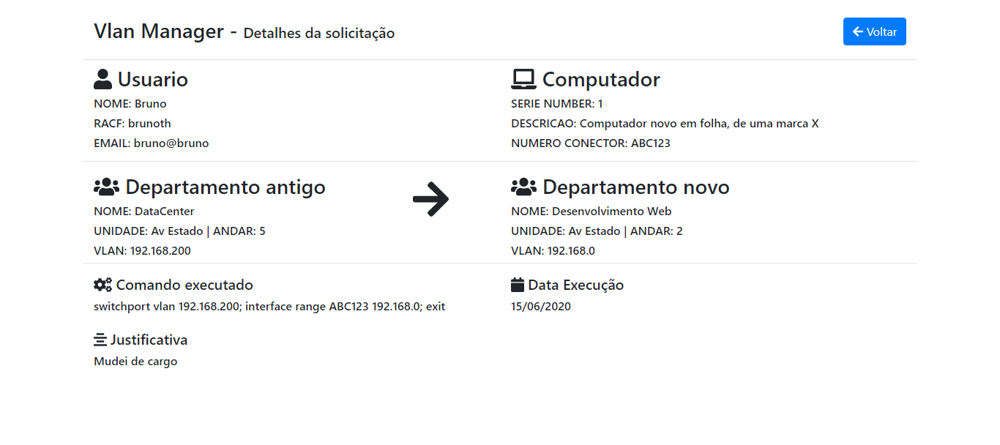 Vlan Manager - Detalhes da solicitação
Voltar
Usuario
NOME: Bruno
RACF: brunoth
EMAIL: bruno@bruno
Computador
SERIE NUMBER: 1
DESCRICAO: Computador novo em folha, de uma marca X
NUMERO CONECTOR: ABC123
Departamento antigo
NOME: DataCenter
UNIDADE: Av Estado | ANDAR: 5
VLAN: 192.168.200
Departamento novo
NOME: Desenvolvimento Web
UNIDADE: Av Estado | ANDAR: 2
VLAN: 192.168.0
Comando executado
switchport vlan 192.168.200; interface range ABC123 192.168.0; exit
Data Execução
15/06/2020
Justificativa
Mudei de cargo